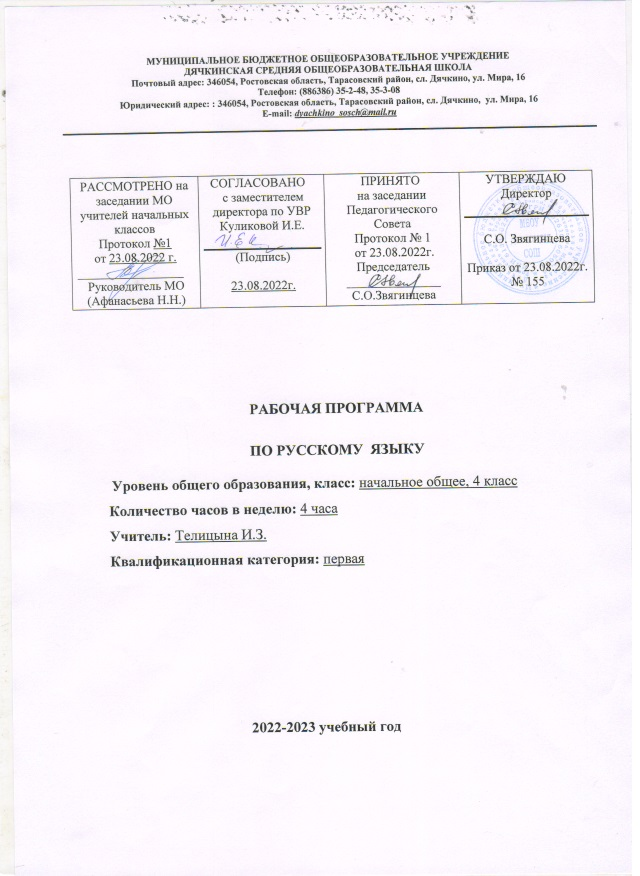 МУНИЦИПАЛЬНОЕ БЮДЖЕТНОЕ ОБЩЕОБРАЗОВАТЕЛЬНОЕ УЧРЕЖДЕНИЕ
ДЯЧКИНСКАЯ СРЕДНЯЯ ОБЩЕОБРАЗОВАТЕЛЬНАЯ ШКОЛА
Почтовый адрес: 346054, Ростовская область, Тарасовский район, сл. Дячкино, ул. Мира, 16
Телефон: (886386) 35-2-48, 35-3-08
Юридический адрес: : 346054, Ростовская область, Тарасовский район, сл. Дячкино, ул. Мира, 16
E-mail: dyachkino_sosch@mail.ru
РАССМОТРЕНО на
заседании МО
учителей начальных
классов
Протокол №1
от 23.08.2022 г.
Руководитель МО
(Афанасьева Н.Н.)
СОГЛАСОВАНО
с заместителем
директора по УВР
Куликовой И.Е.
(Подпись)
23.08.2022г.
ПРИНЯТО
на заседании
Педагогического
Совета
Протокол № 1
от 23.08.2022г.
Председатель
С.О.Звягинцева
УТВЕРЖДАЮ
Директор
С.О. Звягинцева
Приказ от 23.08.2022г.
№ 155
РАБОЧАЯ ПРОГРАММА
ПО РУССКОМУ ЯЗЫКУ
Уровень общего образования, класс: начальное общее, 4 класс
Количество часов в неделю: 4 часа
Учитель: Телицына И.З.
Квалификационная категория: первая
2022-2023 учебный год